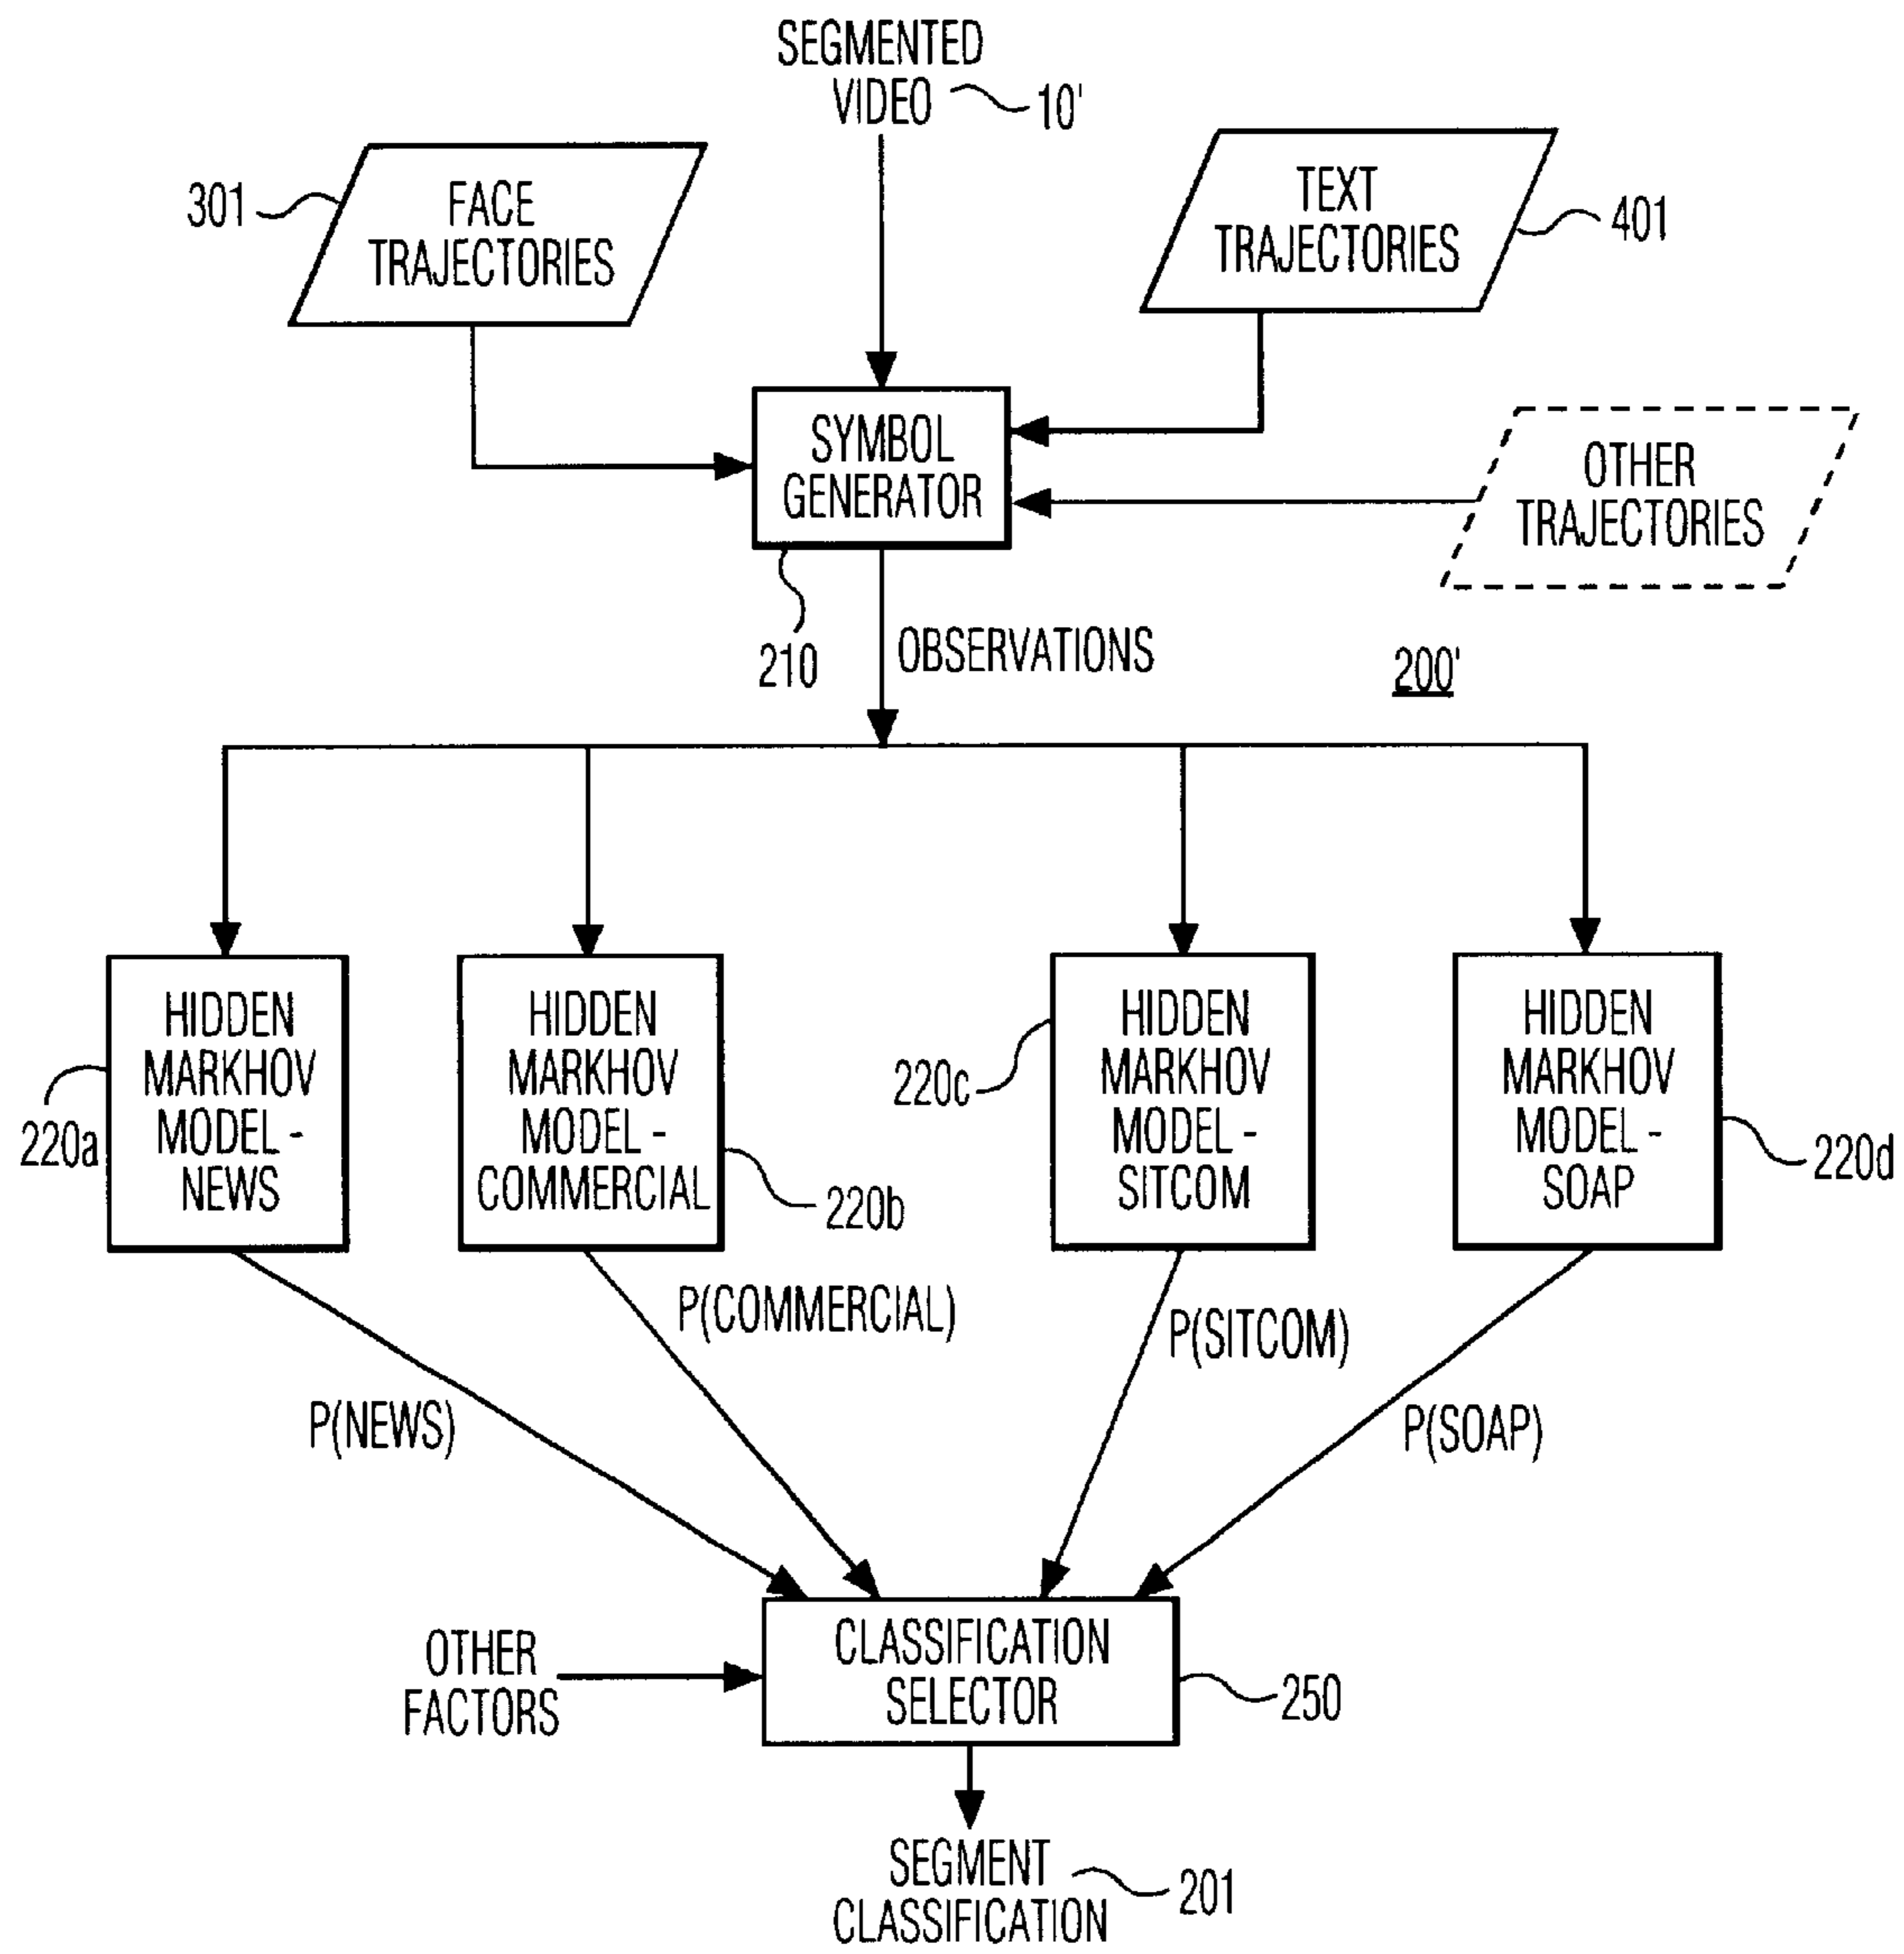 SEGMENTED
VIDEO
10'
301
FACE
TRAJECTORIES
TEXT
TRAJECTORIES
401
SYMBOL
GENERATOR
OTHER
TRAJECTORIES
210
OBSERVATIONS
200'
HIDDEN
MARKHOV
MODEL -
NEWS
220a
HIDDEN
MARKHOV
MODEL -
COMMERCIAL
220b
HIDDEN
MARKHOV
MODEL -
SITCOM
220c
HIDDEN
MARKHOV
MODEL -
SOAP
220d
P(NEWS)
P(COMMERCIAL)
P(SITCOM)
P(SOAP)
OTHER
FACTORS
CLASSIFICATION
SELECTOR
250
SEGMENT
CLASSIFICATION
201